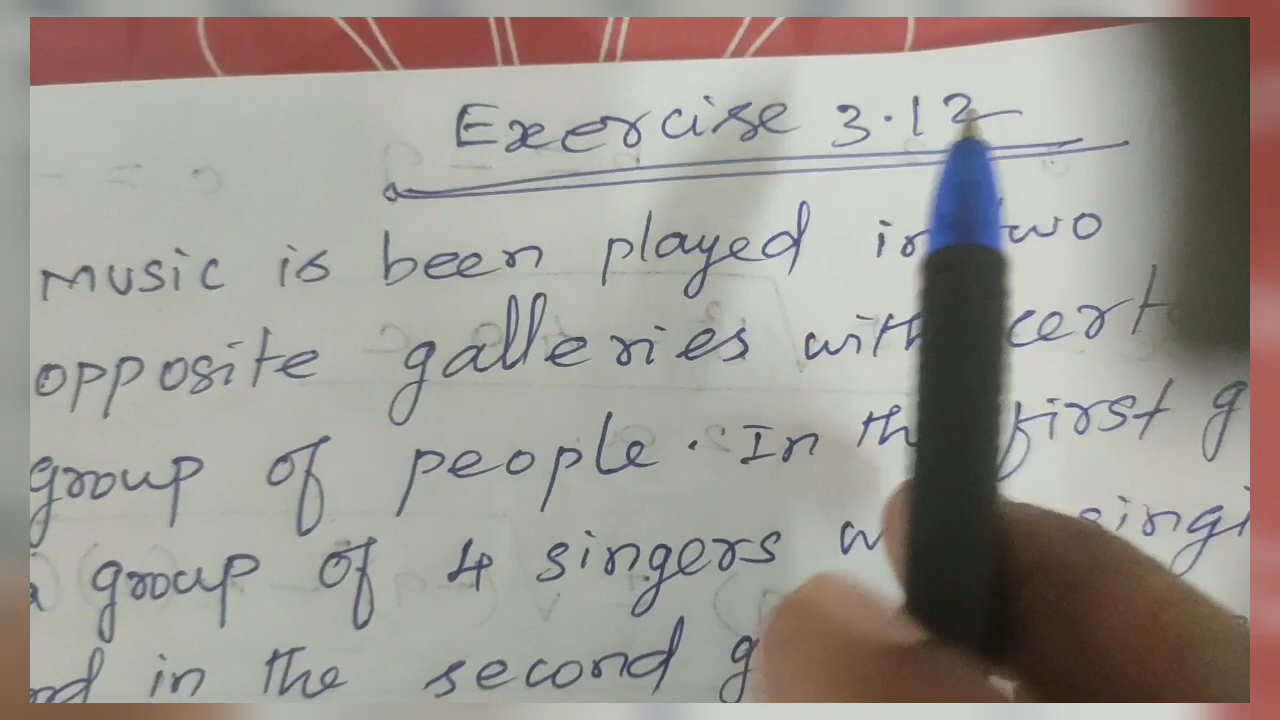 Exercise 3.12
Music is been played in two
opposite galleries with
group of people. In the first
group of 4 singers
in the second